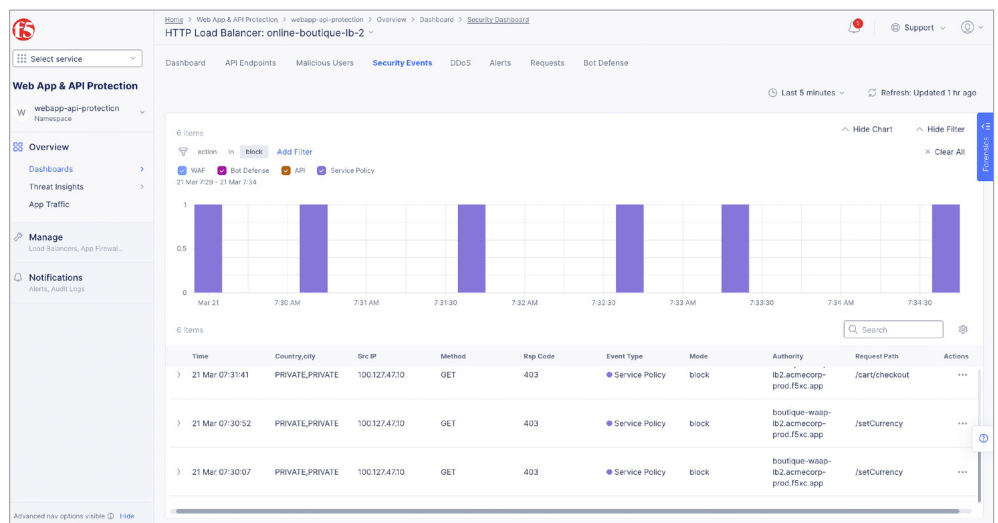 Home > Web App & API Protection > webapp-api-protection > Overview > Dashboard > Security Dashboard
HTTP Load Balancer: online-boutique-lb-2
1
Support
f5
Select service
Web App & API Protection
W
webapp-api-protection
Namespace
Overview
Dashboards
Threat Insights
App Traffic
Manage
Load Balancers, App Firewal...
Notifications
Alerts, Audit Logs
Advanced nav options visible Hide
Dashboard API Endpoints Malicious Users Security Events DDoS Alerts Requests Bot Defense
Last 5 minutes Refresh: Updated 1 hr ago
Forensics
6 items Hide Chart Hide Filter
action in block Add Filter Clear All
WAF Bot Defense API Service Policy
21 Mar 7:29 - 21 Mar 7:34
1
0.5
0
Mar 21 7:30 AM 7:31 AM 7:31:30 7:32 AM 7:32:30 7:33 AM 7:33:30 7:34 AM 7:34:30
6 items Search
Time Country,city Src IP Method Rsp Code Event Type Mode Authority Request Path Actions
21 Mar 07:31:41 PRIVATE,PRIVATE 100.127.47.10 GET 403 Service Policy block lb2.acmecorp-prod.f5xc.app /cart/checkout ...
21 Mar 07:30:52 PRIVATE,PRIVATE 100.127.47.10 GET 403 Service Policy block boutique-waap-lb2.acmecorp-prod.f5xc.app /setCurrency ...
21 Mar 07:30:07 PRIVATE,PRIVATE 100.127.47.10 GET 403 Service Policy block boutique-waap-lb2.acmecorp-prod.f5xc.app /setCurrency ...